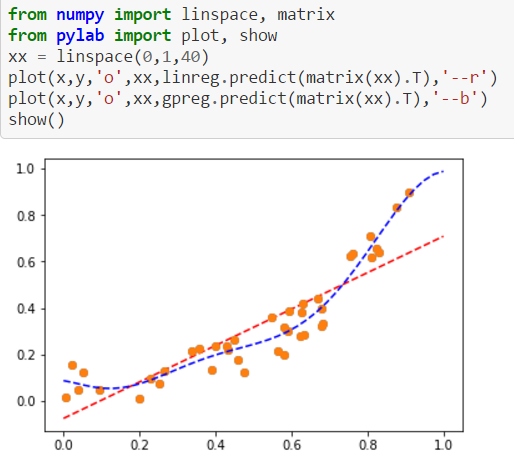 from numpy import linspace, matrix
from pylab import plot, show
xx = linspace(0,1,40)
plot(x,y,'o',xx,linreg.predict(matrix(xx).T),'--r')
plot(x,y,'o',xx,gpreg.predict(matrix(xx).T),'--b')
show()
1.0
0.8
0.6
0.4
0.2
0.0
0.0 0.2 0.4 0.6 0.8 1.0